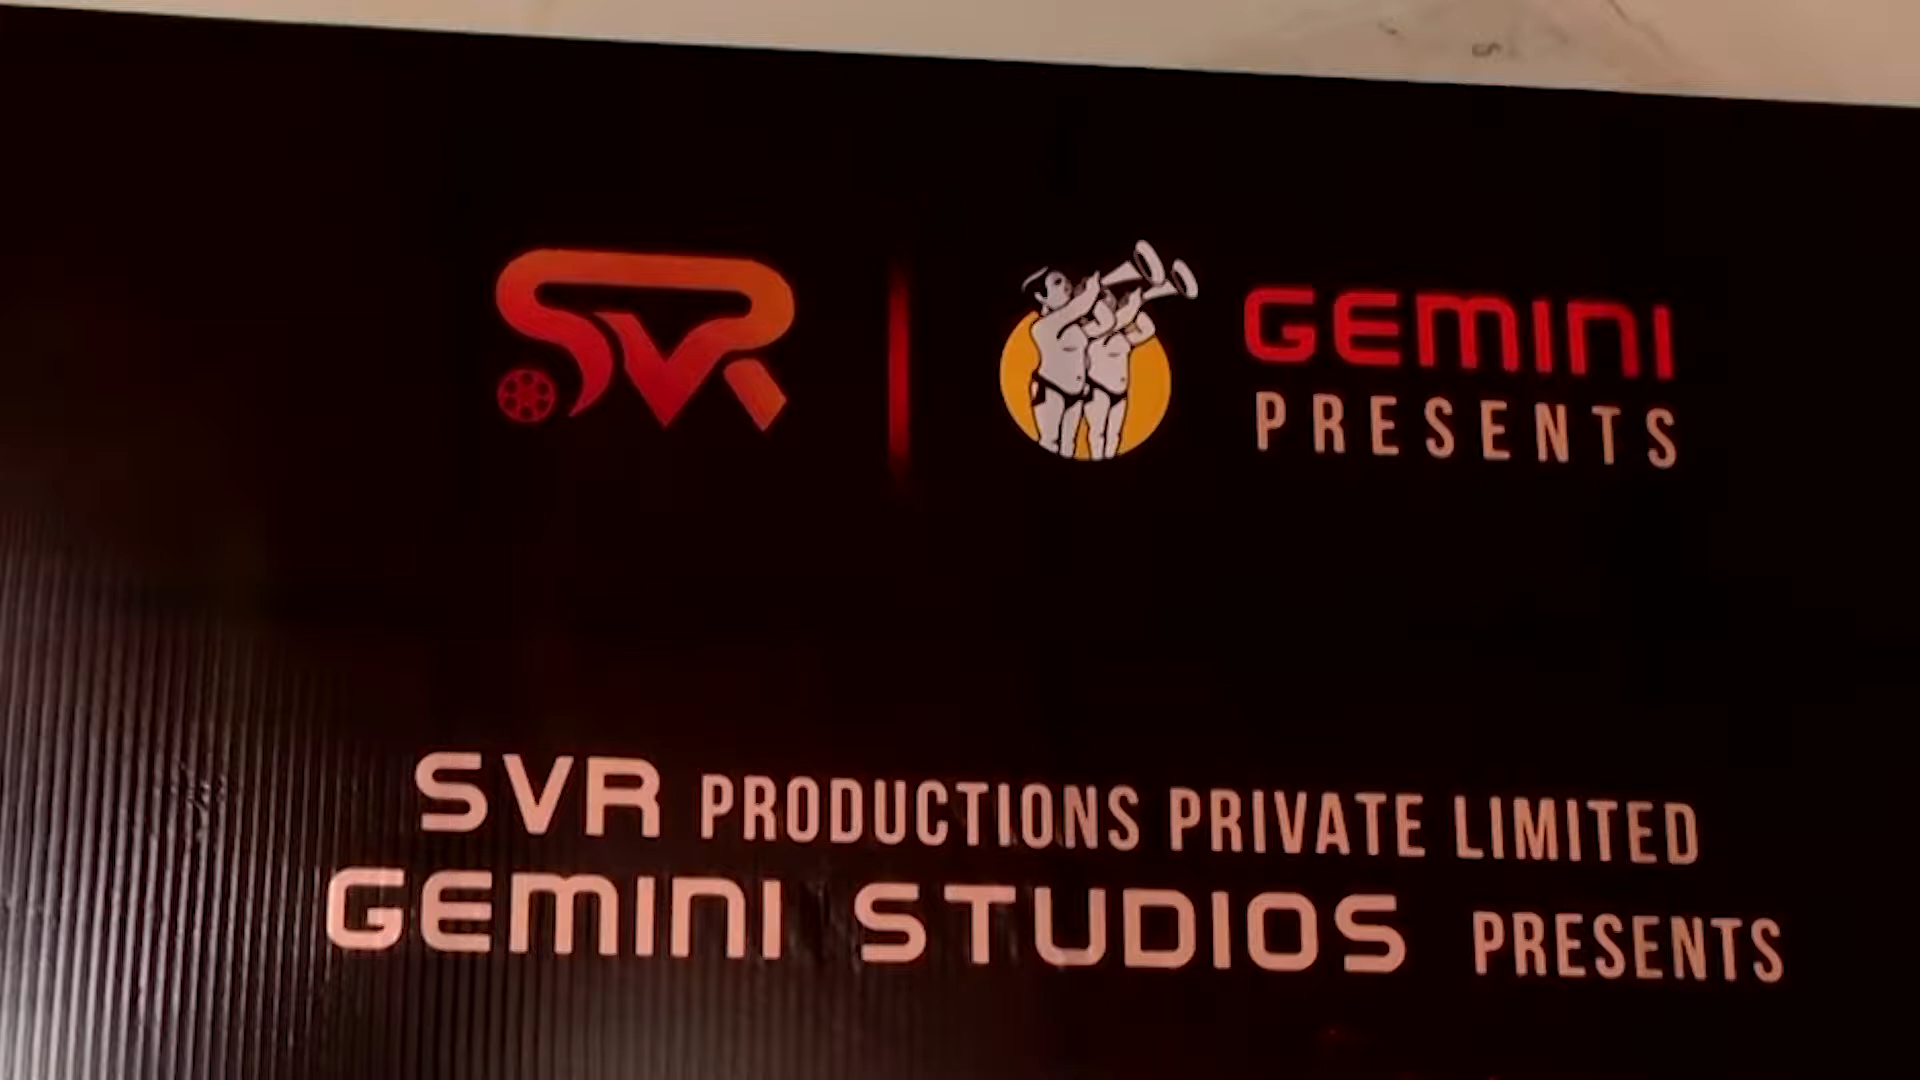 SVR
GEMINI
PRESENTS
SVR PRODUCTIONS PRIVATE LIMITED
GEMINI STUDIOS PRESENTS